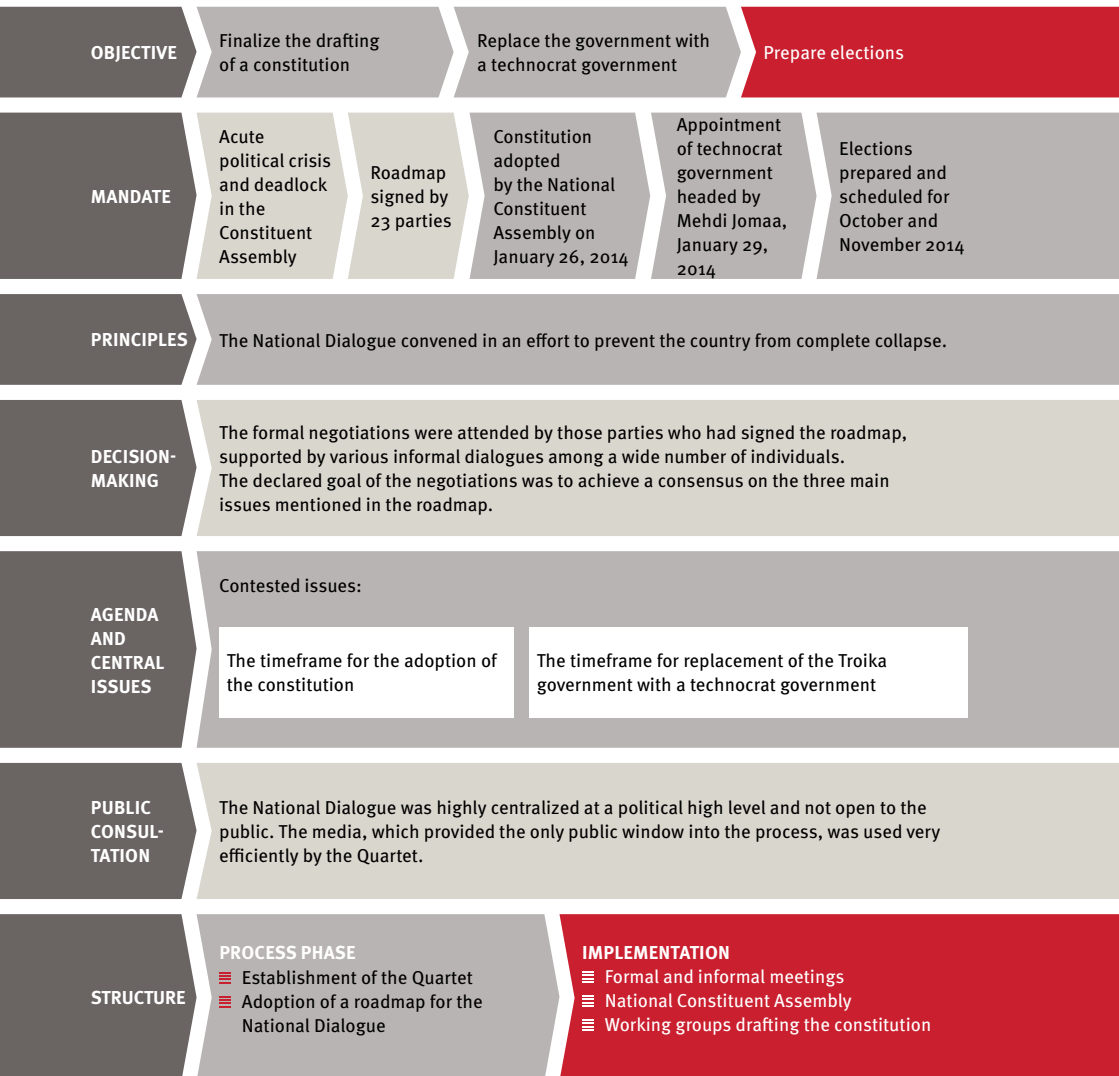 OBJECTIVE
Finalize the drafting
of a constitution
Replace the government with
a technocrat government
Prepare elections
MANDATE
Acute
political crisis
and deadlock
in the
Constituent
Assembly
Roadmap
signed by
23 parties
Constitution
adopted
by the National
Constituent
Assembly on
January 26, 2014
Appointment
of technocrat
government
headed by
Mehdi Jomaa,
January 29,
2014
Elections
prepared and
scheduled for
October and
November 2014
PRINCIPLES
The National Dialogue convened in an effort to prevent the country from complete collapse.
DECISION-
MAKING
The formal negotiations were attended by those parties who had signed the roadmap,
supported by various informal dialogues among a wide number of individuals.
The declared goal of the negotiations was to achieve a consensus on the three main
issues mentioned in the roadmap.
AGENDA
AND
CENTRAL
ISSUES
Contested issues:
The timeframe for the adoption of
the constitution
The timeframe for replacement of the Troika
government with a technocrat government
PUBLIC
CONSUL-
TATION
The National Dialogue was highly centralized at a political high level and not open to the
public. The media, which provided the only public window into the process, was used very
efficiently by the Quartet.
STRUCTURE
PROCESS PHASE
Establishment of the Quartet
Adoption of a roadmap for the
National Dialogue
IMPLEMENTATION
Formal and informal meetings
National Constituent Assembly
Working groups drafting the constitution